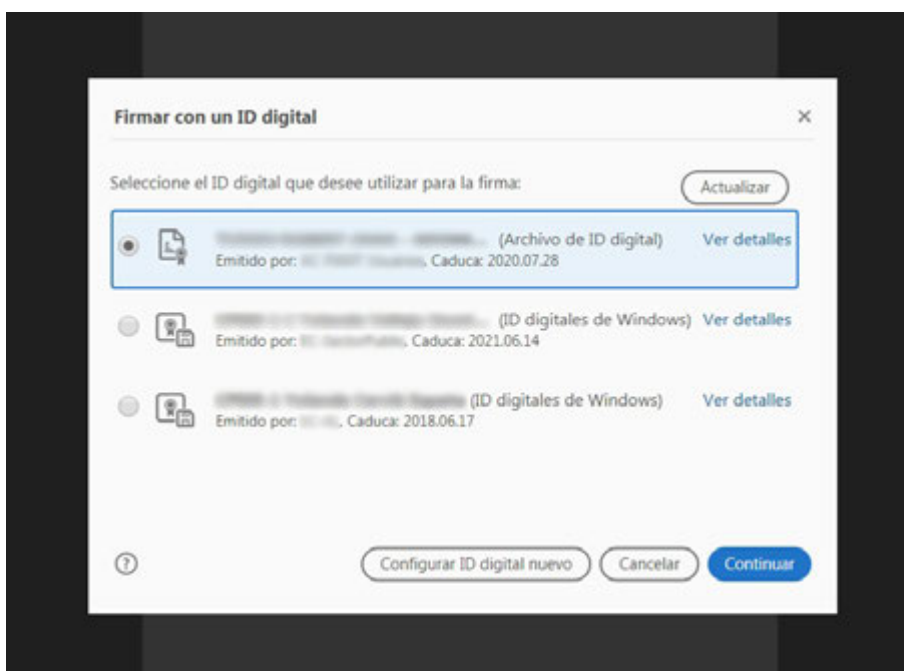 Firmar con un ID digital
Seleccione el ID digital que desee utilizar para la firma:
Actualizar
(Archivo de ID digital) Ver detalles
Emitido por: , Caduca: 2020.07.28
(ID digitales de Windows) Ver detalles
Emitido por: , Caduca: 2021.06.14
(ID digitales de Windows) Ver detalles
Emitido por: , Caduca: 2018.06.17
? Configurar ID digital nuevo Cancelar Continuar